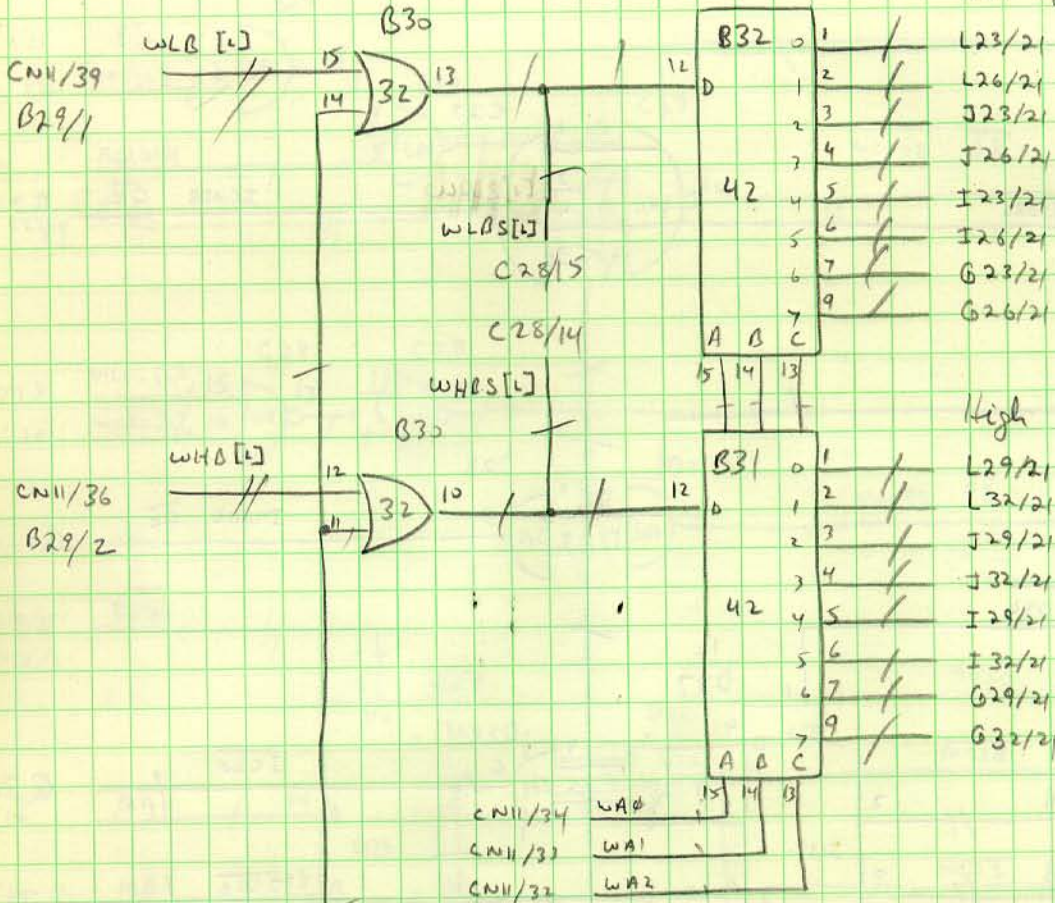 B30
WLB [L]
CN11/39
B29/1
15
14
32
13
12
WLBS[L]
C28/15
C28/14
WHBS[L]
B32
D
42
0 1 L23/21
1 2 L26/21
2 3 J23/21
3 4 J26/21
4 5 I23/21
5 6 I26/21
6 7 G23/21
7 9 G26/21
A B C
15 14 13
High
B30
WHB [L]
CN11/36
B29/2
12
11
32
10
12
B31
D
42
0 1 L29/21
1 2 L32/21
2 3 J29/21
3 4 J32/21
4 5 I29/21
5 6 I32/21
6 7 G29/21
7 9 G32/21
A B C
15 14 13
CN11/34 WAØ
CN11/33 WA1
CN11/32 WA2